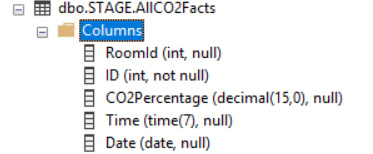 dbo.STAGE.AllCO2Facts
Columns
RoomId (int, null)
ID (int, not null)
CO2Percentage (decimal(15,0), null)
Time (time(7), null)
Date (date, null)